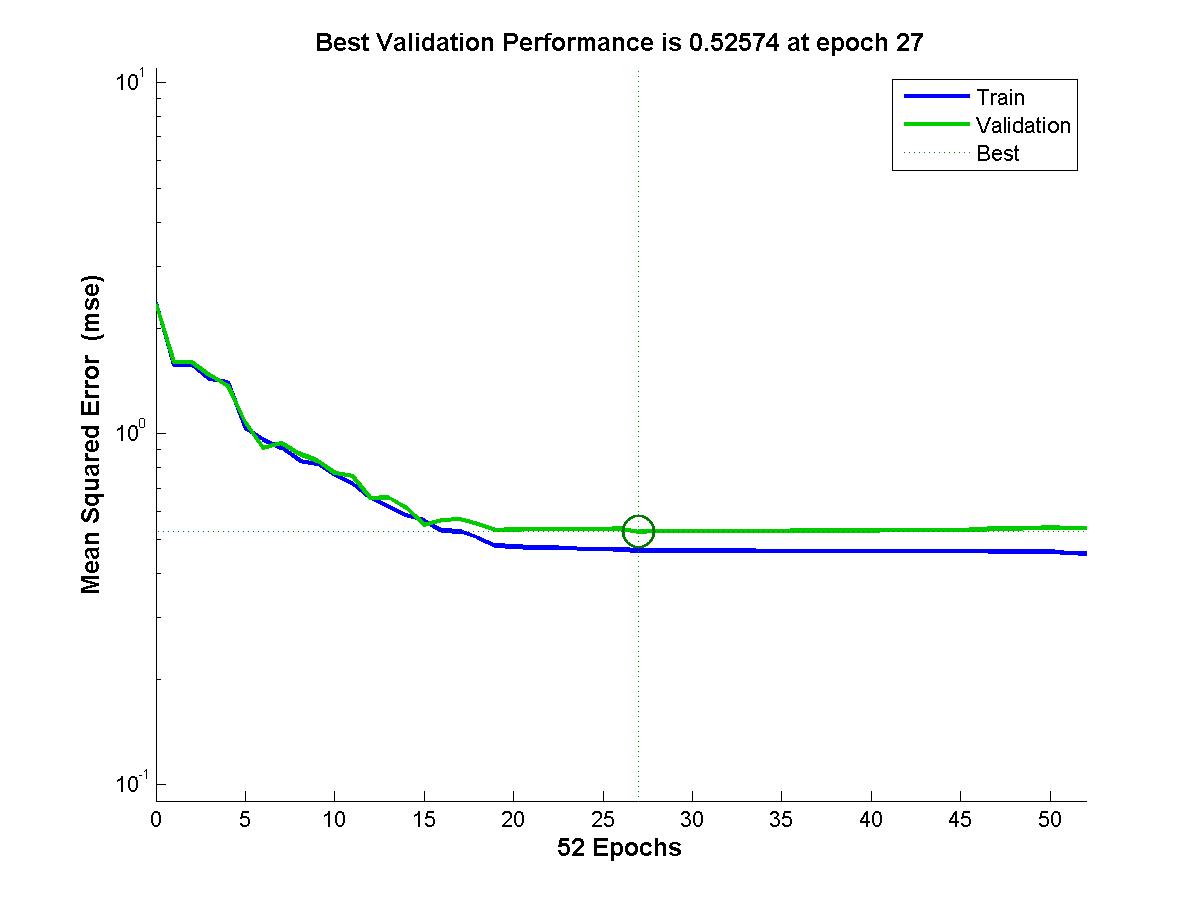 Best Validation Performance is 0.52574 at epoch 27
Train
Validation
Best
Mean Squared Error (mse)
10^1
10^0
10^-1
0 5 10 15 20 25 30 35 40 45 50
52 Epochs